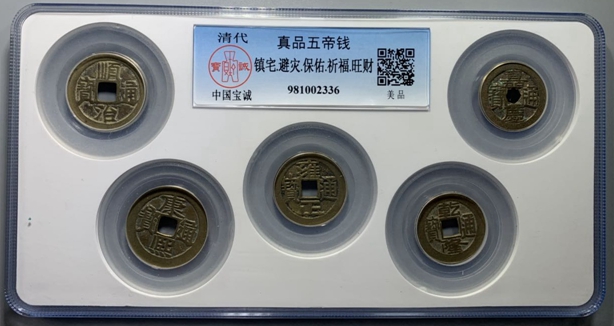 清代
寶誠
中国宝诚
真品五帝钱
镇宅.避灾.保佑.祈福.旺财
981002336
美品
順治通寶
嘉慶通寶
康熙通寶
雍正通寶
乾隆通寶